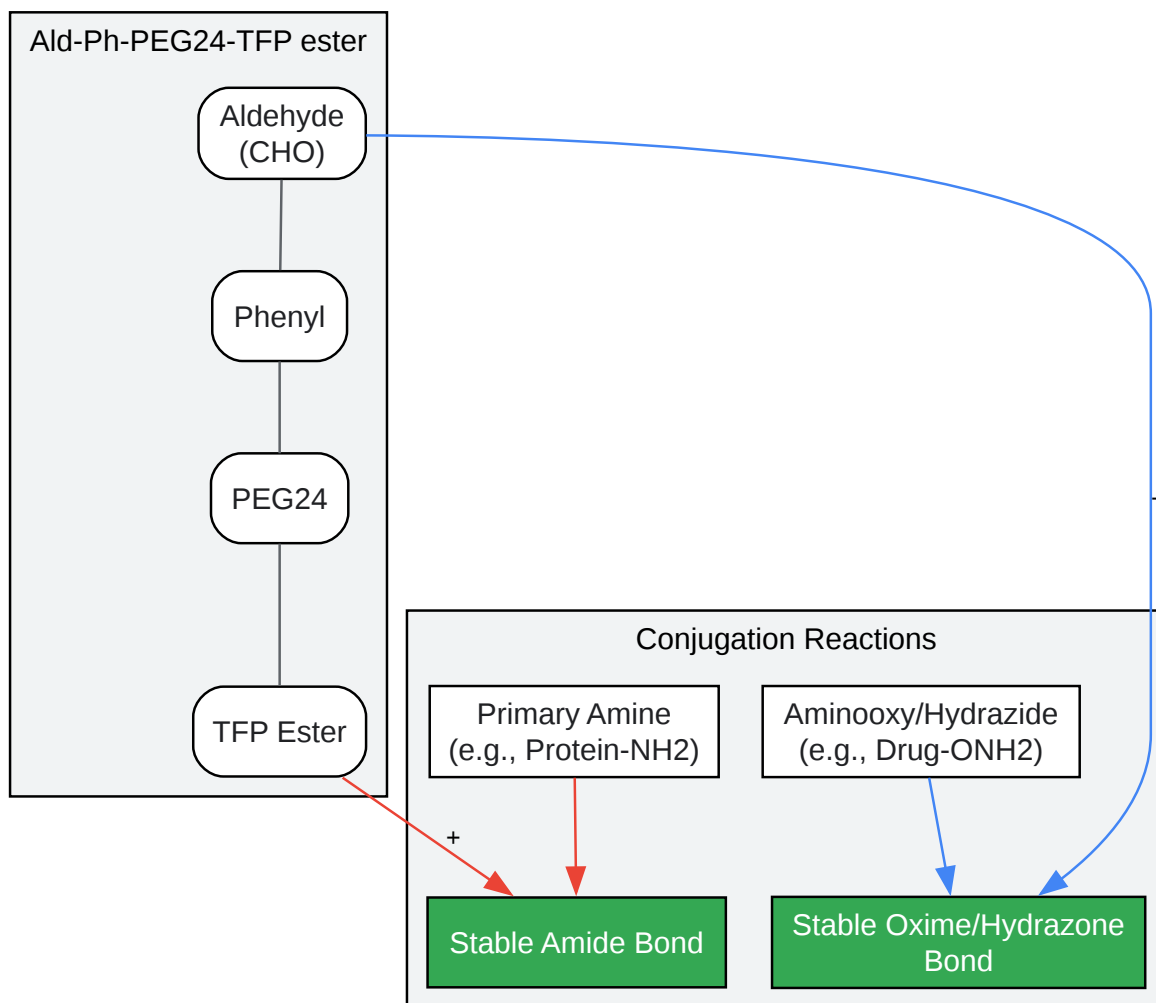 Ald-Ph-PEG24-TFP ester
Aldehyde
(CHO)
Phenyl
PEG24
TFP Ester
Conjugation Reactions
Primary Amine
(e.g., Protein-NH2)
Aminooxy/Hydrazide
(e.g., Drug-ONH2)
+
Stable Amide Bond
Stable Oxime/Hydrazone
Bond